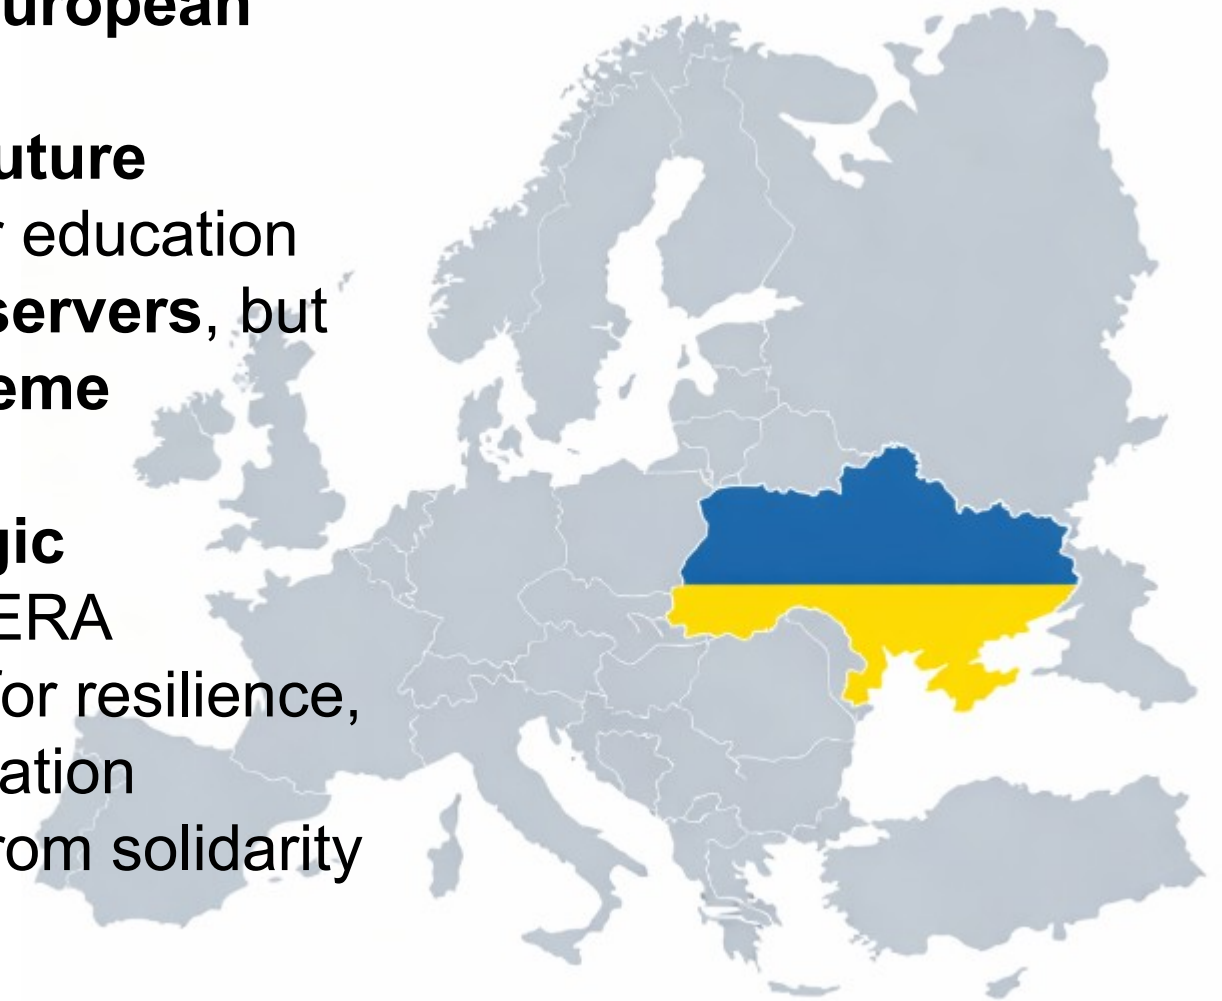 uropean
uture
r education
servers, but
eme
gic
ERA
for resilience,
ation
rom solidarity